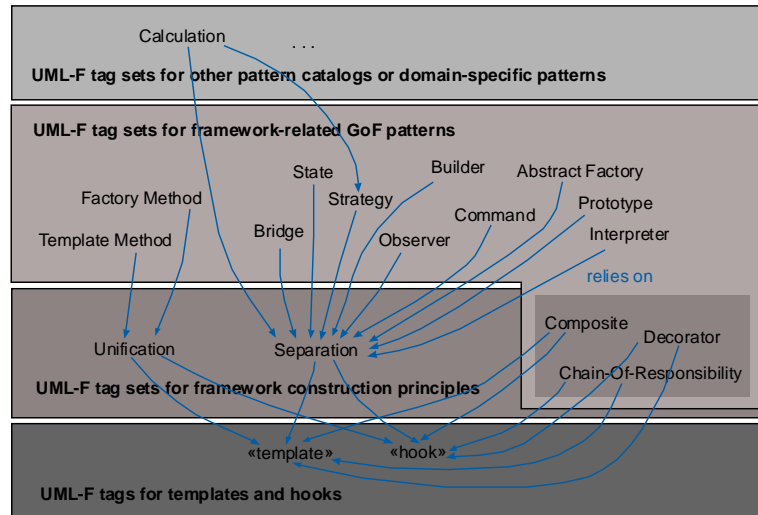 Calculation
. . .
UML-F tag sets for other pattern catalogs or domain-specific patterns
UML-F tag sets for framework-related GoF patterns
State
Builder
Abstract Factory
Factory Method
Strategy
Prototype
Command
Template Method
Bridge
Observer
Interpreter
relies on
Composite
Decorator
Unification
Separation
Chain-Of-Responsibility
UML-F tag sets for framework construction principles
«template»
«hook»
UML-F tags for templates and hooks